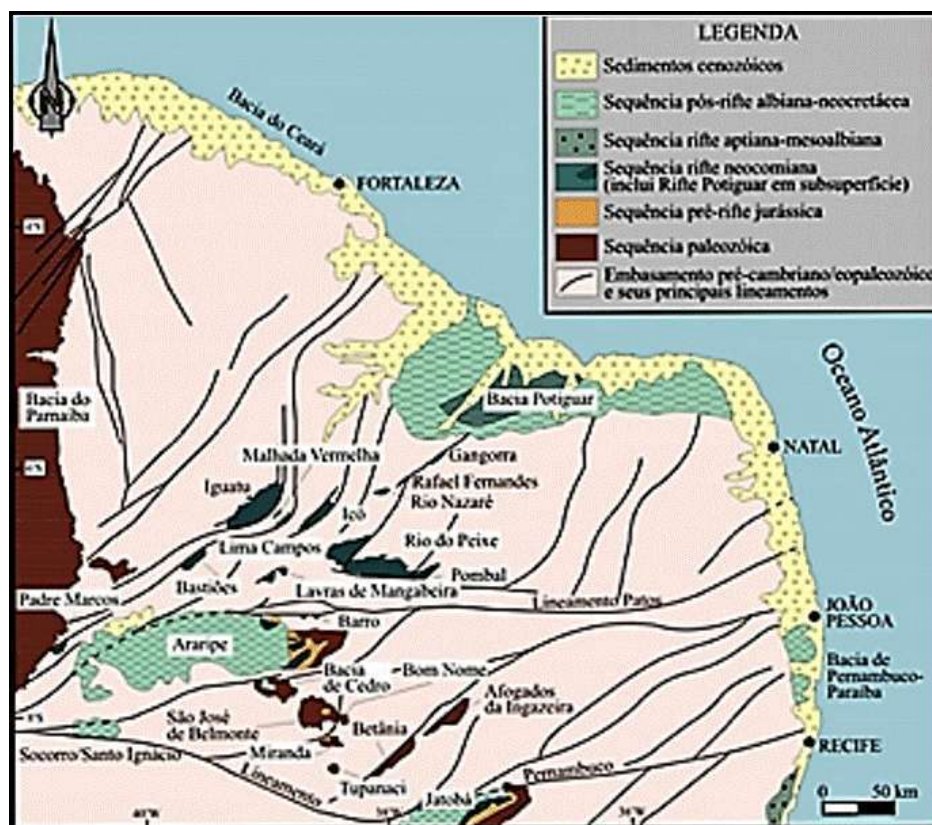 LEGENDA
Sedimentos cenozóicos
Sequência pós-rifte albiana-neocretácea
Sequência rifte aptiana-mesoalbiana
Sequência rifte neocomiana
(inclui Rifte Potiguar em subsuperfície)
Sequência pré-rifte jurássica
Sequência paleozóica
Embasamento pré-cambriano/eopaleozóico
e seus principais lineamentos
N
Bacia do Ceará
FORTALEZA
4°S
Bacia do
Parnaíba
Bacia Potiguar
Oceano Atlântico
NATAL
Malhada Vermelha
Gangorra
Iguatu
Icó
Rafael Fernandes
Rio Nazaré
Lima Campos
Rio do Peixe
Bastiões
Pombal
Padre Marcos
Lavras de Mangabeira
Lineamento Patos
JOÃO
PESSOA
Barro
Araripe
Bom Nome
Bacia
de Cedro
Afogados
da Ingazeira
Bacia de
Pernambuco-
Paraíba
São José
de Belmonte
Betânia
8°S
Socorro/Santo Ignácio
Miranda
RECIFE
Tupanaci
Lineamento
Pernambuco
Jatobá
0
50 km
40°W
36°W